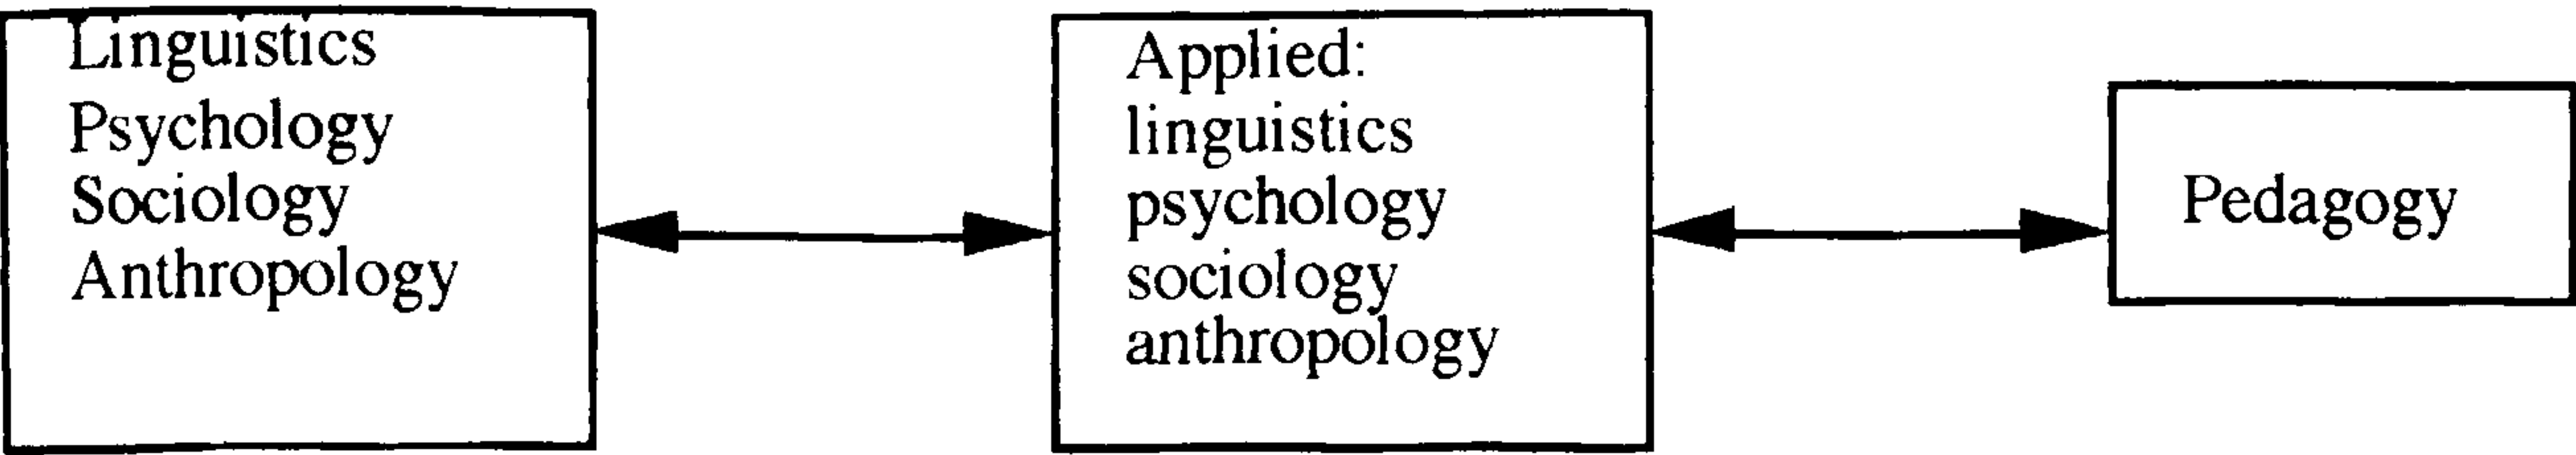 Linguistics
Psychology
Sociology
Anthropology
Applied:
linguistics
psychology
sociology
anthropology
Pedagogy